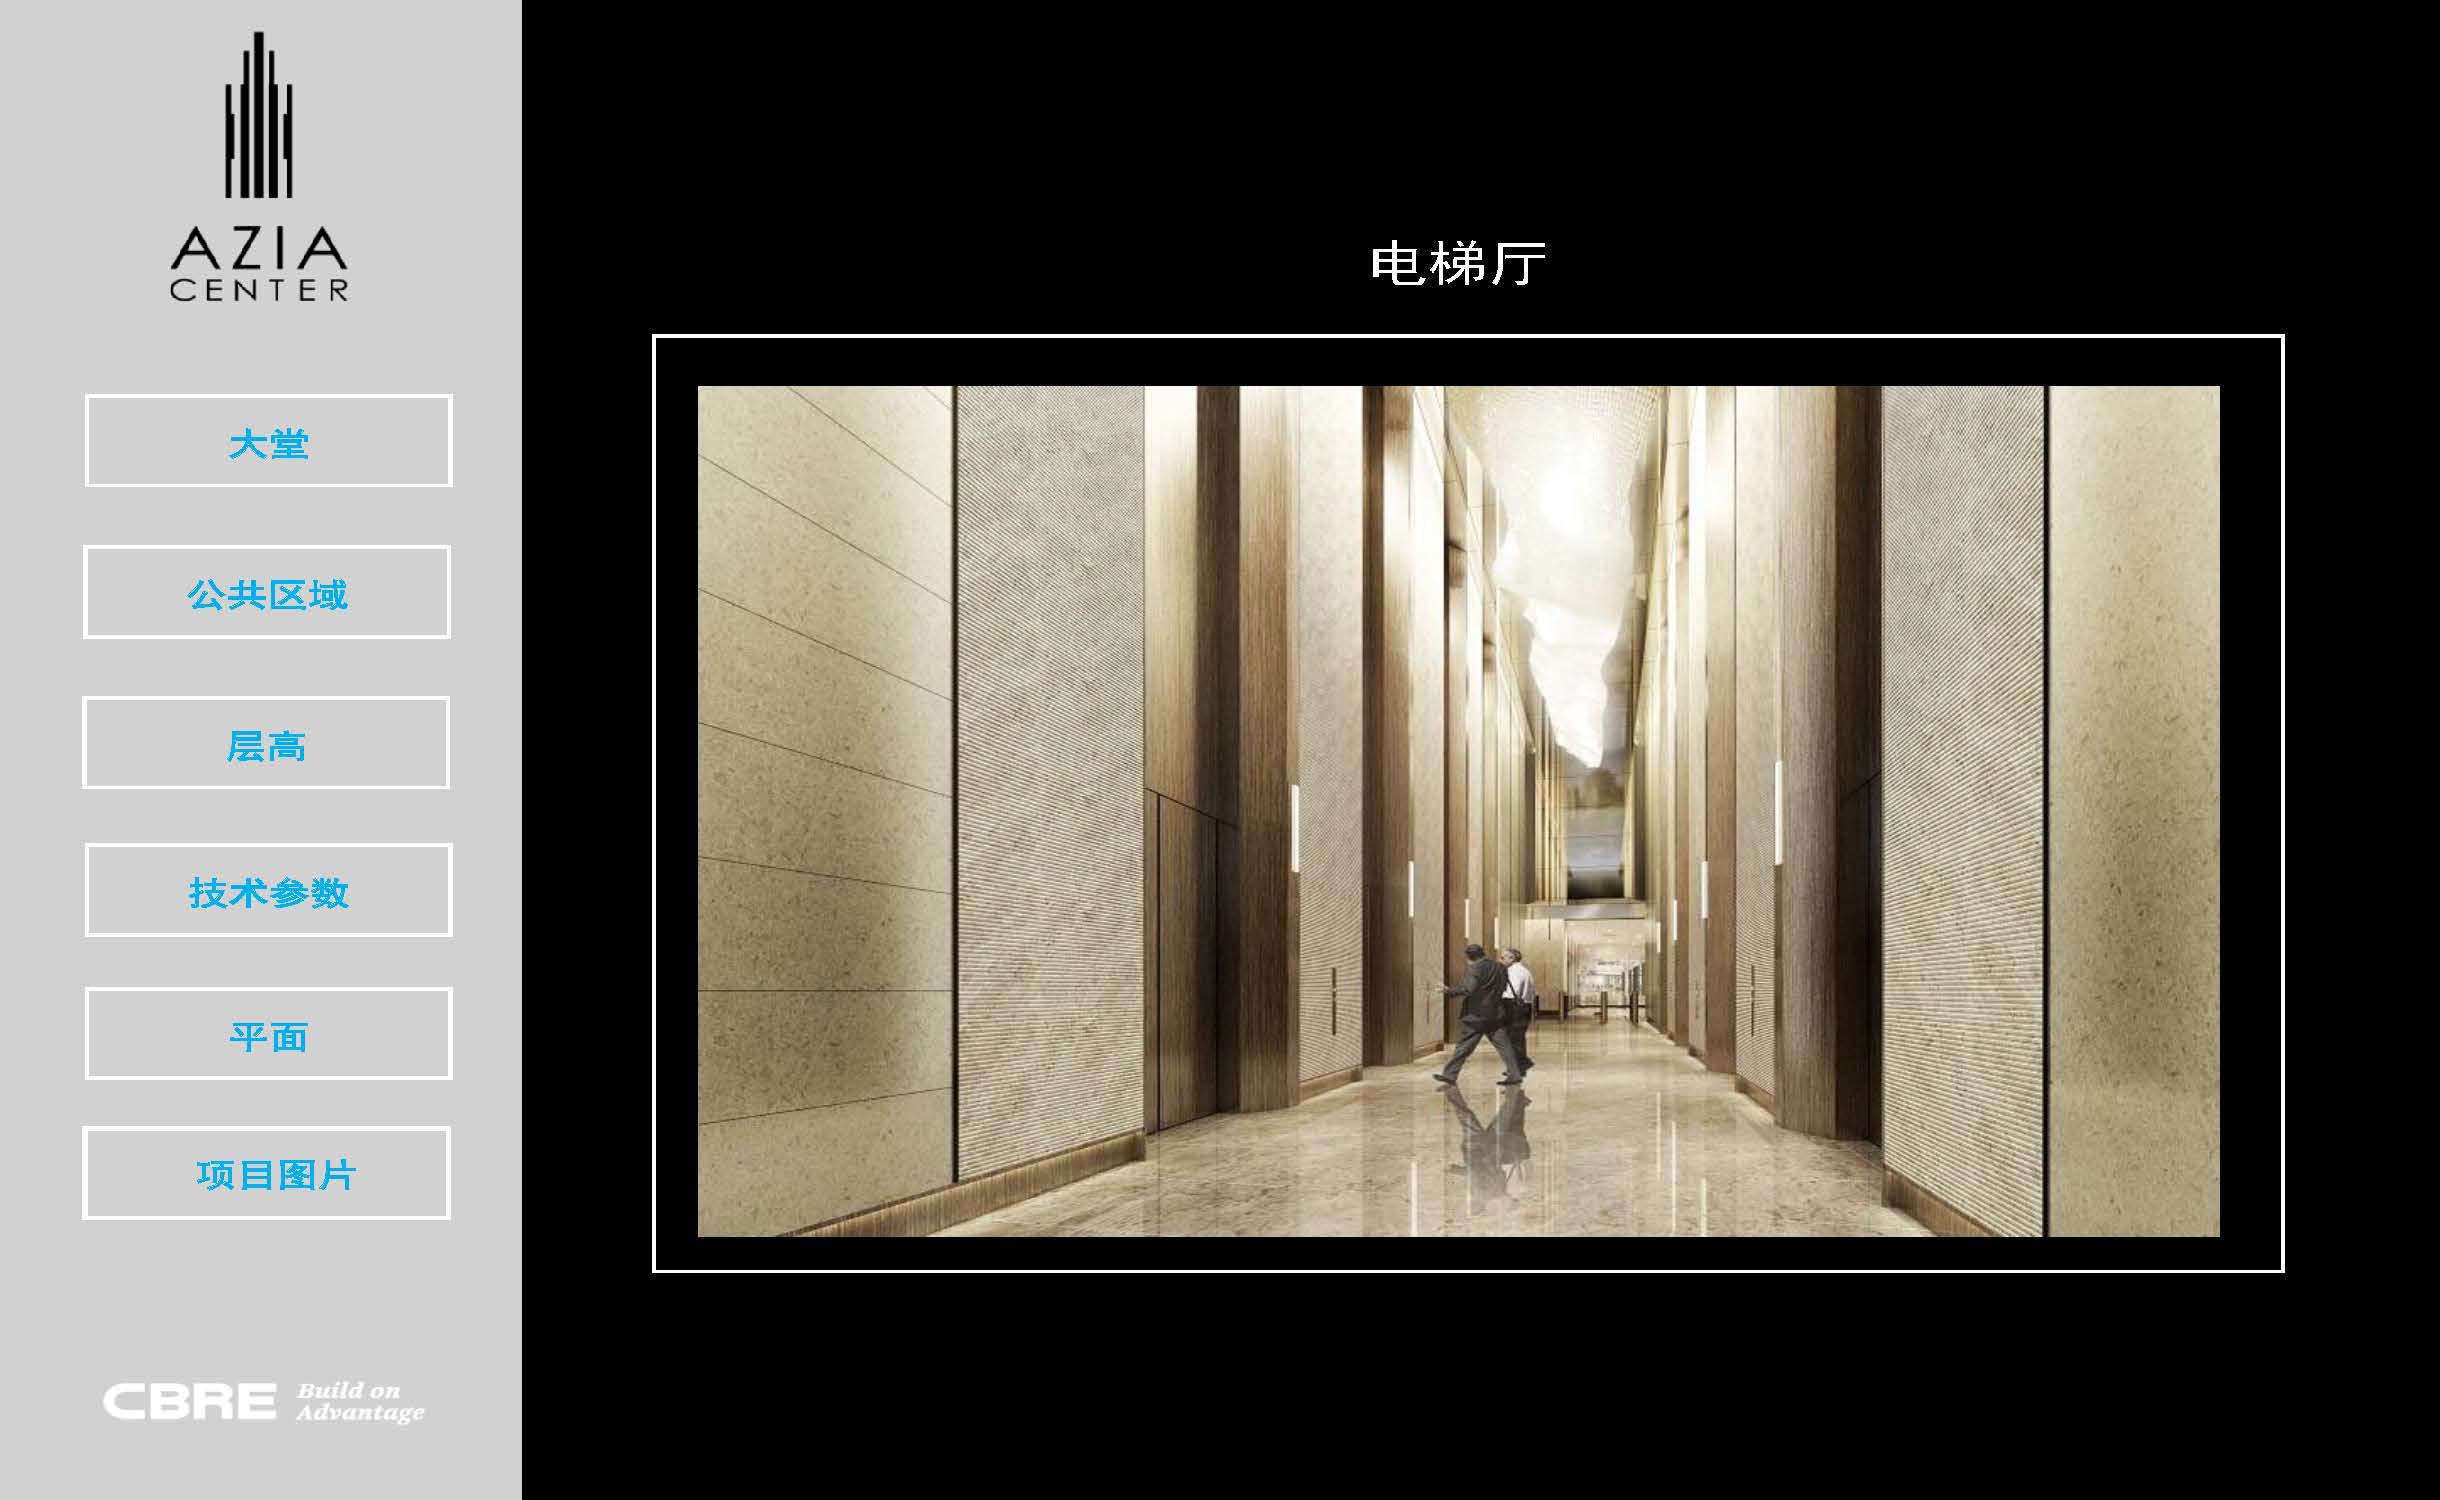 AZIA
CENTER
大堂
公共区域
层高
技术参数
平面
项目图片
CBRE Build on
Advantage
电梯厅